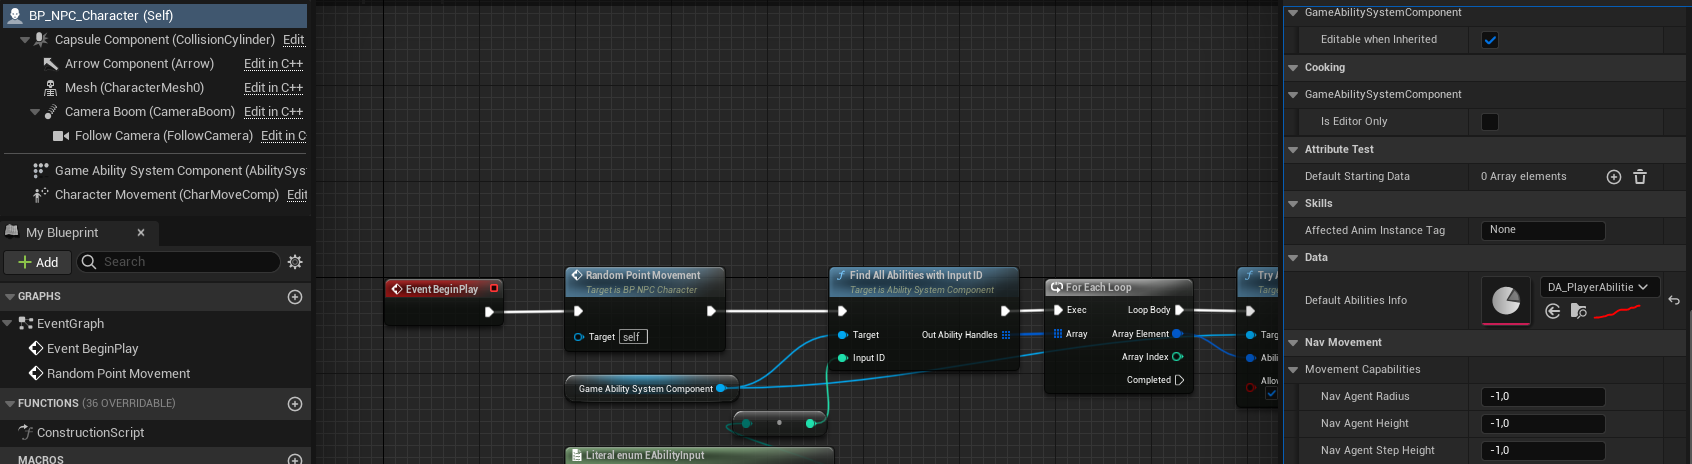 BP_NPC_Character (Self)
Capsule Component (CollisionCylinder) Edit
Arrow Component (Arrow) Edit in C++
Mesh (CharacterMesh0) Edit in C++
Camera Boom (CameraBoom) Edit in C++
Follow Camera (FollowCamera) Edit in C
Game Ability System Component (AbilitySys
Character Movement (CharMoveComp) Edit
My Blueprint
Add
Search
GRAPHS
EventGraph
Event BeginPlay
Random Point Movement
FUNCTIONS (36 OVERRIDABLE)
ConstructionScript
MACROS
Event BeginPlay
Random Point Movement
Target is BP NPC Character
Target self
Game Ability System Component
Literal enum EAbilityInput
Find All Abilities with Input ID
Target is Ability System Component
Target Out Ability Handles
Input ID
For Each Loop
Exec Loop Body
Array Array Element
Array Index
Completed
Try A
Targe
Targ
Abili
Allov
GameAbilitySystemComponent
Editable when Inherited
Cooking
GameAbilitySystemComponent
Is Editor Only
Attribute Test
Default Starting Data 0 Array elements
Skills
Affected Anim Instance Tag None
Data
Default Abilities Info DA_PlayerAbilitie
Nav Movement
Movement Capabilities
Nav Agent Radius -1,0
Nav Agent Height -1,0
Nav Agent Step Height -1,0